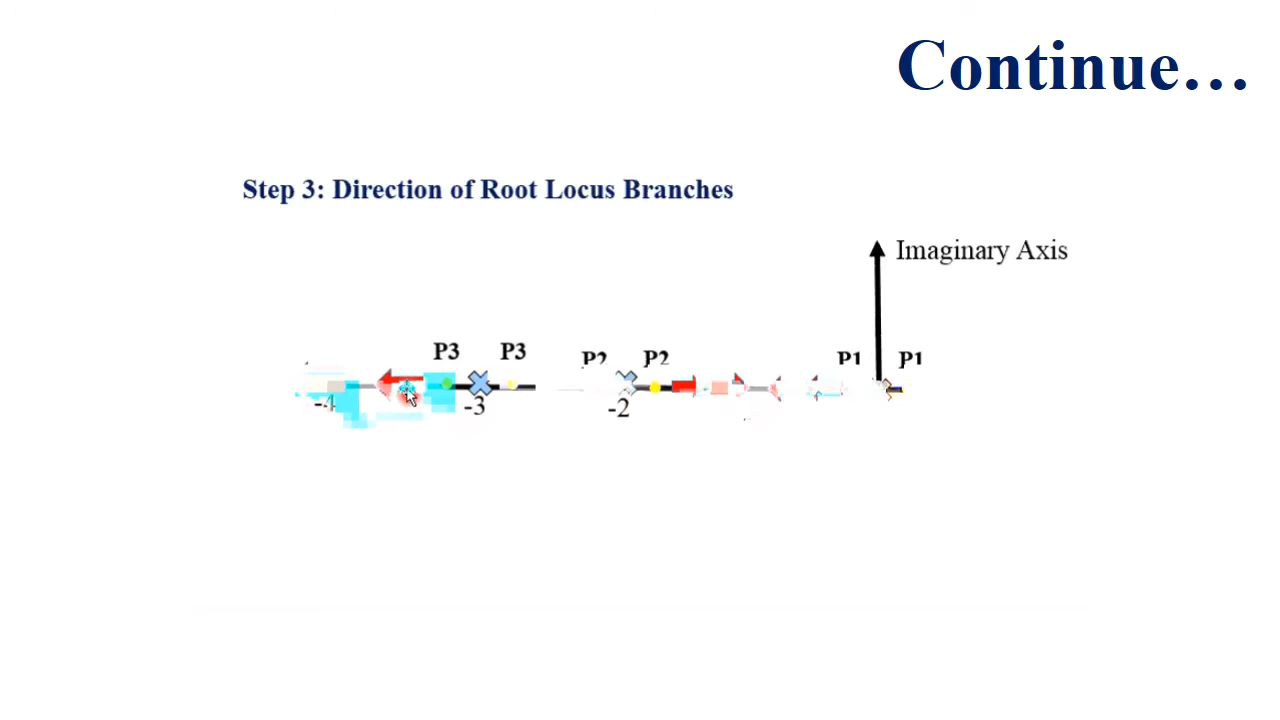 Continue…
Step 3: Direction of Root Locus Branches
Imaginary Axis
P3 P3 P2 P2 P1 P1
-4 -3 -2